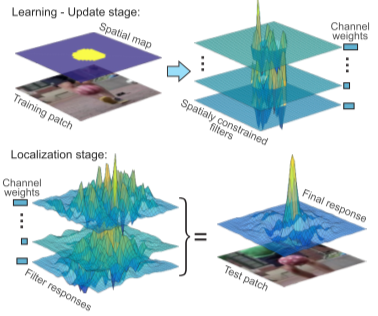 Learning - Update stage:
Spatial map
Training patch
Channel
weights
Spatialy constrained
filters
Localization stage:
Channel
weights
Filter responses
Final response
Test patch